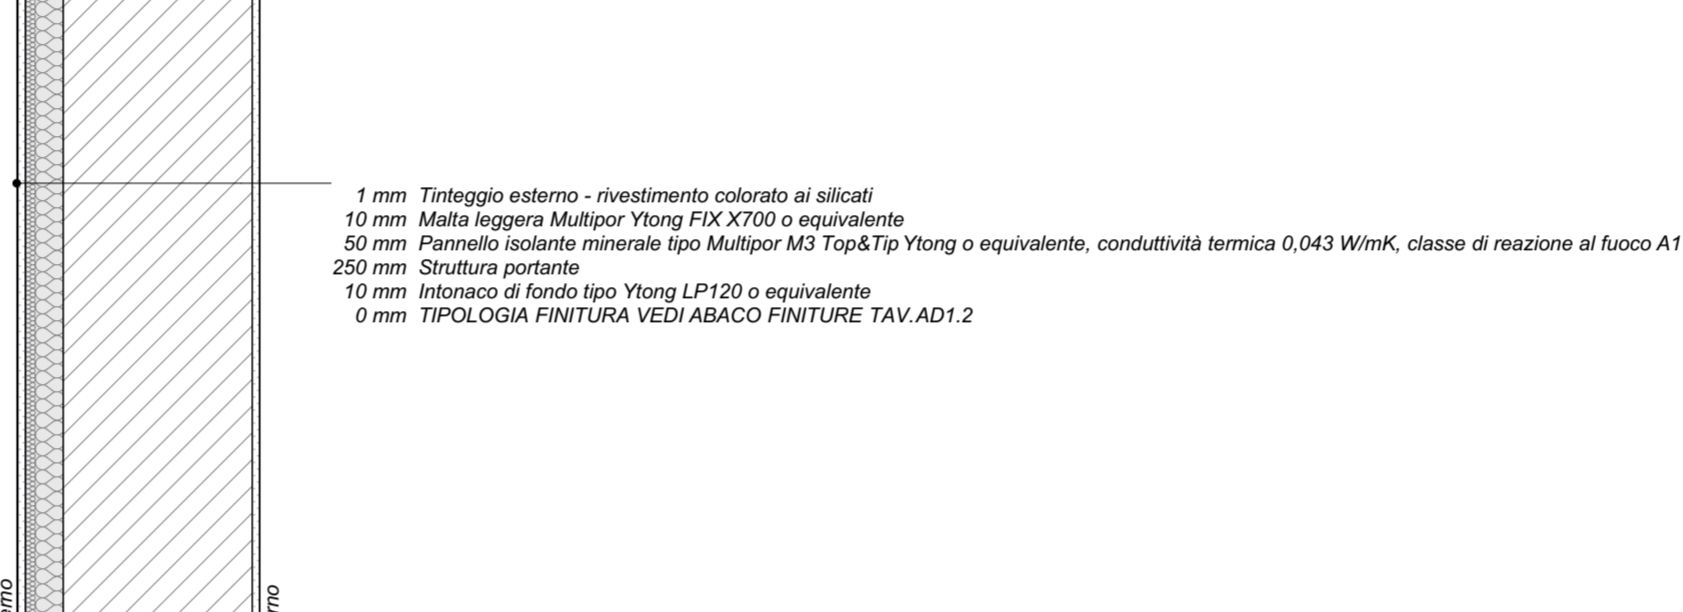 1 mm Tinteggio esterno - rivestimento colorato ai silicati
10 mm Malta leggera Multipor Ytong FIX X700 o equivalente
50 mm Pannello isolante minerale tipo Multipor M3 Top&Tip Ytong o equivalente, conduttività termica 0,043 W/mK, classe di reazione al fuoco A1
250 mm Struttura portante
10 mm Intonaco di fondo tipo Ytong LP120 o equivalente
0 mm TIPOLOGIA FINITURA VEDI ABACO FINITURE TAV.AD1.2